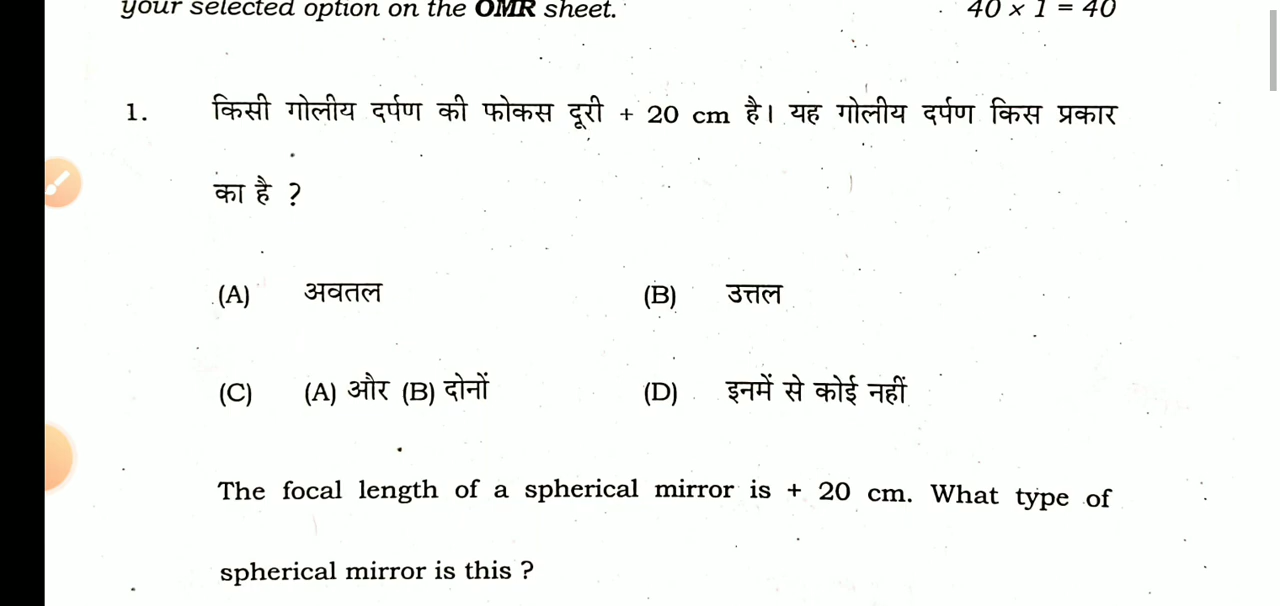 your selected option on the OMR sheet. 40 × 1 = 40
1. किसी गोलीय दर्पण की फोकस दूरी + 20 cm है। यह गोलीय दर्पण किस प्रकार
का है ?
(A) अवतल (B) उत्तल
(C) (A) और (B) दोनों (D) इनमें से कोई नहीं
The focal length of a spherical mirror is + 20 cm. What type of
spherical mirror is this ?